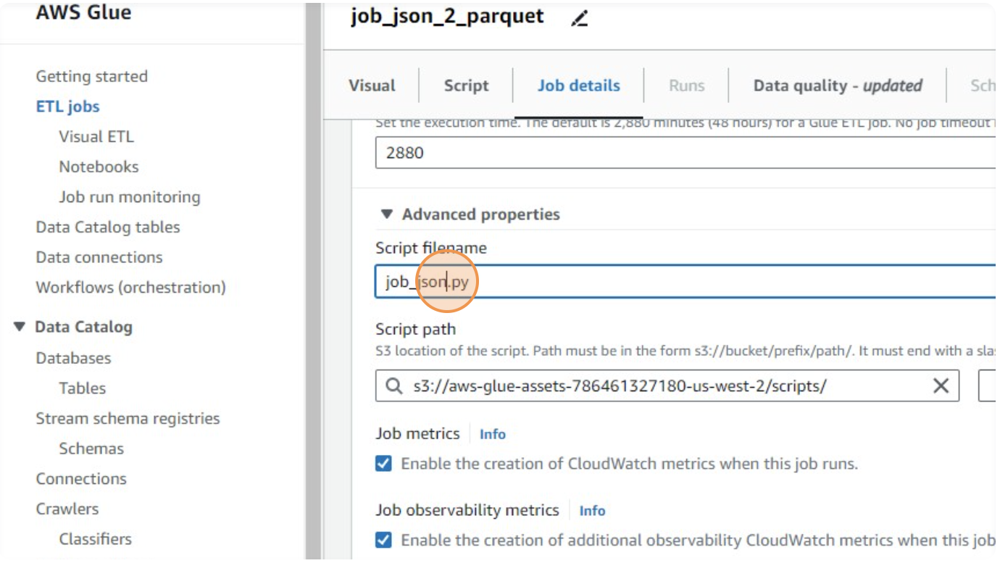 AWS Glue
Getting started
ETL jobs
Visual ETL
Notebooks
Job run monitoring
Data Catalog tables
Data connections
Workflows (orchestration)
Data Catalog
Databases
Tables
Stream schema registries
Schemas
Connections
Crawlers
Classifiers
job_json_2_parquet
Visual
Script
Job details
Runs
Data quality - updated
Sch
Set the execution time. The default is 2,880 minutes (48 hours) for a Glue ETL job. No job timeout
2880
Advanced properties
Script filename
job_json.py
Script path
S3 location of the script. Path must be in the form s3://bucket/prefix/path/. It must end with a sla
s3://aws-glue-assets-786461327180-us-west-2/scripts/
Job metrics Info
Enable the creation of CloudWatch metrics when this job runs.
Job observability metrics Info
Enable the creation of additional observability CloudWatch metrics when this job